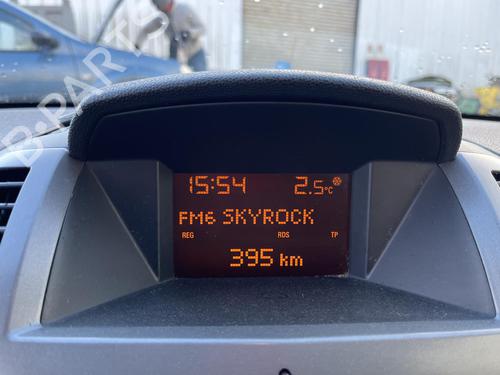 15:54 2.5°C
FM6 SKYROCK
REG RDS TP
395 km
B-Parts